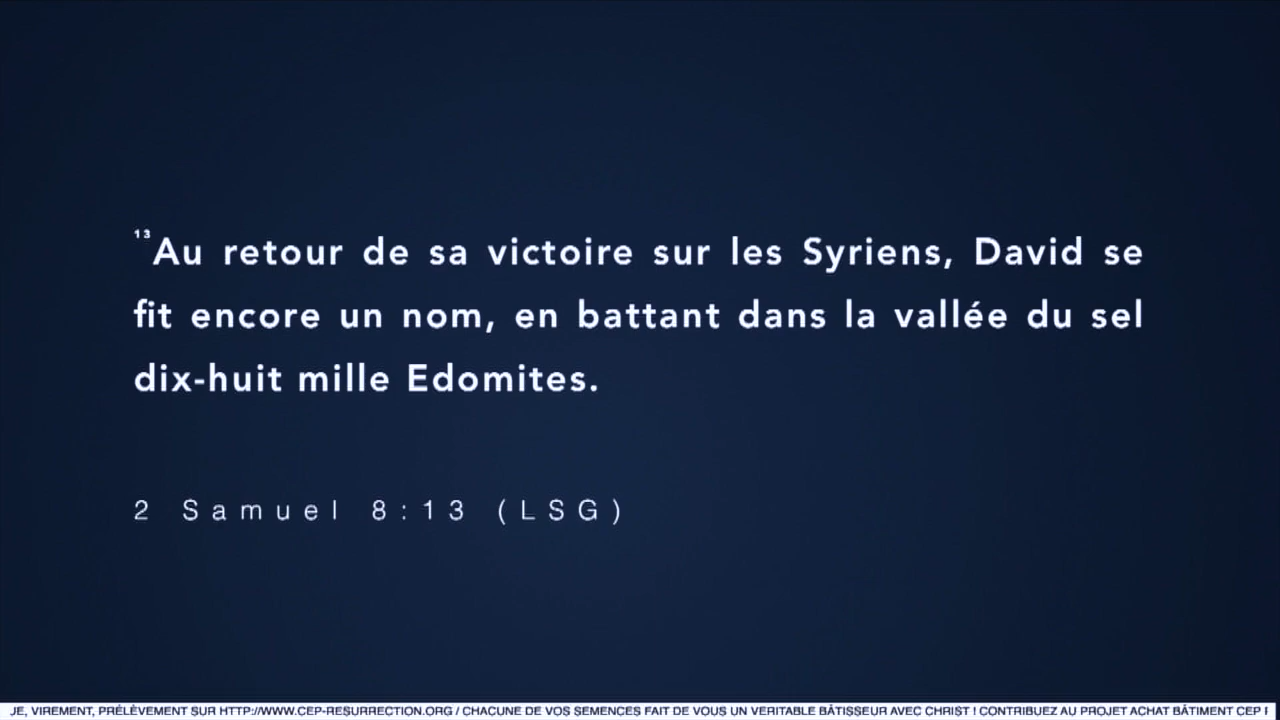 13 Au retour de sa victoire sur les Syriens, David se
fit encore un nom, en battant dans la vallée du sel
dix-huit mille Edomites.
2 Samuel 8:13 (LSG)
JE, VIREMENT, PRÉLÈVEMENT SUR HTTP://WWW.CEP-RESURRECTION.ORG / CHACUNE DE VOS SEMENCES FAIT DE VOUS UN VERITABLE BÂTISSEUR AVEC CHRIST ! CONTRIBUEZ AU PROJET ACHAT BÂTIMENT CEP